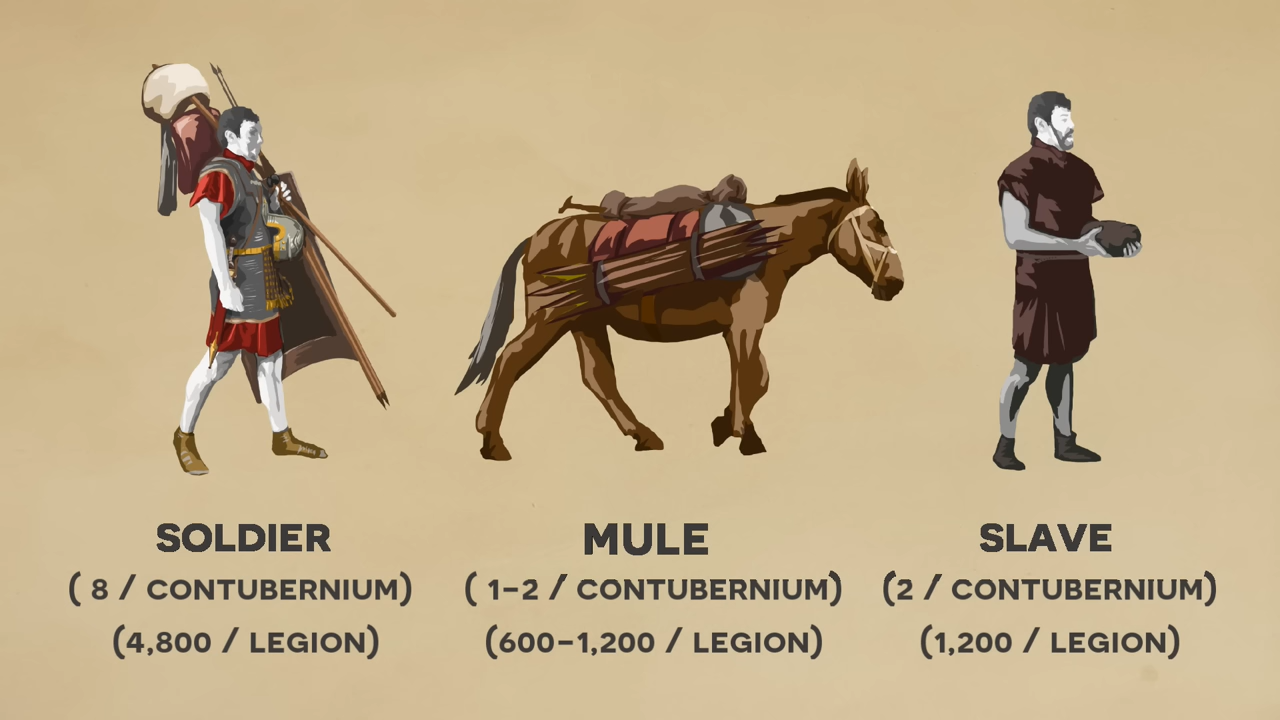 SOLDIER
( 8 / CONTUBERNIUM)
(4,800 / LEGION)
MULE
( 1-2 / CONTUBERNIUM)
(600-1,200 / LEGION)
SLAVE
(2 / CONTUBERNIUM)
(1,200 / LEGION)